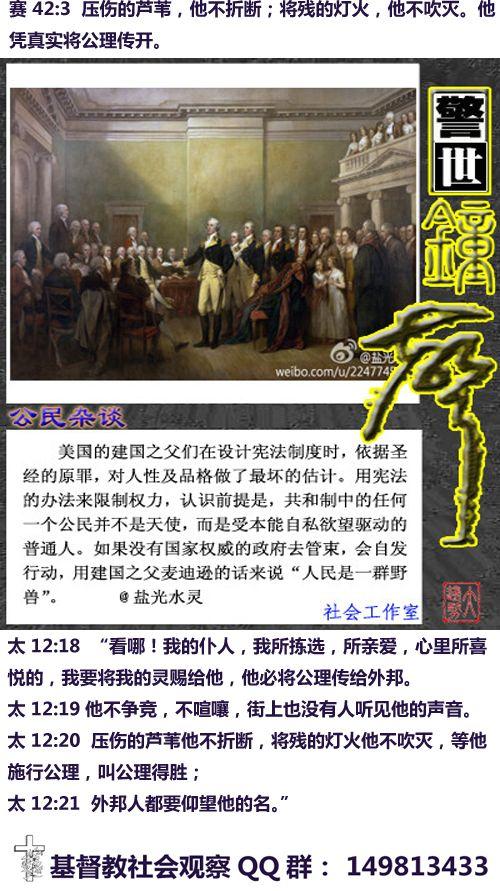 赛 42:3  压伤的芦苇，他不折断；将残的灯火，他不吹灭。他
凭真实将公理传开。
警
世
鐘
声
@盐光
weibo.com/u/224774
公民杂谈
美国的建国之父们在设计宪法制度时，依据圣
经的原罪，对人性及品格做了最坏的估计。用宪法
的办法来限制权力，认识前提是，共和制中的任何
一个公民并不是天使，而是受本能自私欲望驱动的
普通人。如果没有国家权威的政府去管束，会自发
行动，用建国之父麦迪逊的话来说“人民是一群野
兽”。 @盐光水灵
社会工作室
太 12:18  “看哪！我的仆人，我所拣选，所亲爱，心里所喜
悦的，我要将我的灵赐给他，他必将公理传给外邦。
太 12:19 他不争竞，不喧嚷，街上也没有人听见他的声音。
太 12:20  压伤的芦苇他不折断，将残的灯火他不吹灭，等他
施行公理，叫公理得胜；
太 12:21  外邦人都要仰望他的名。”
基督教社会观察 QQ 群： 149813433